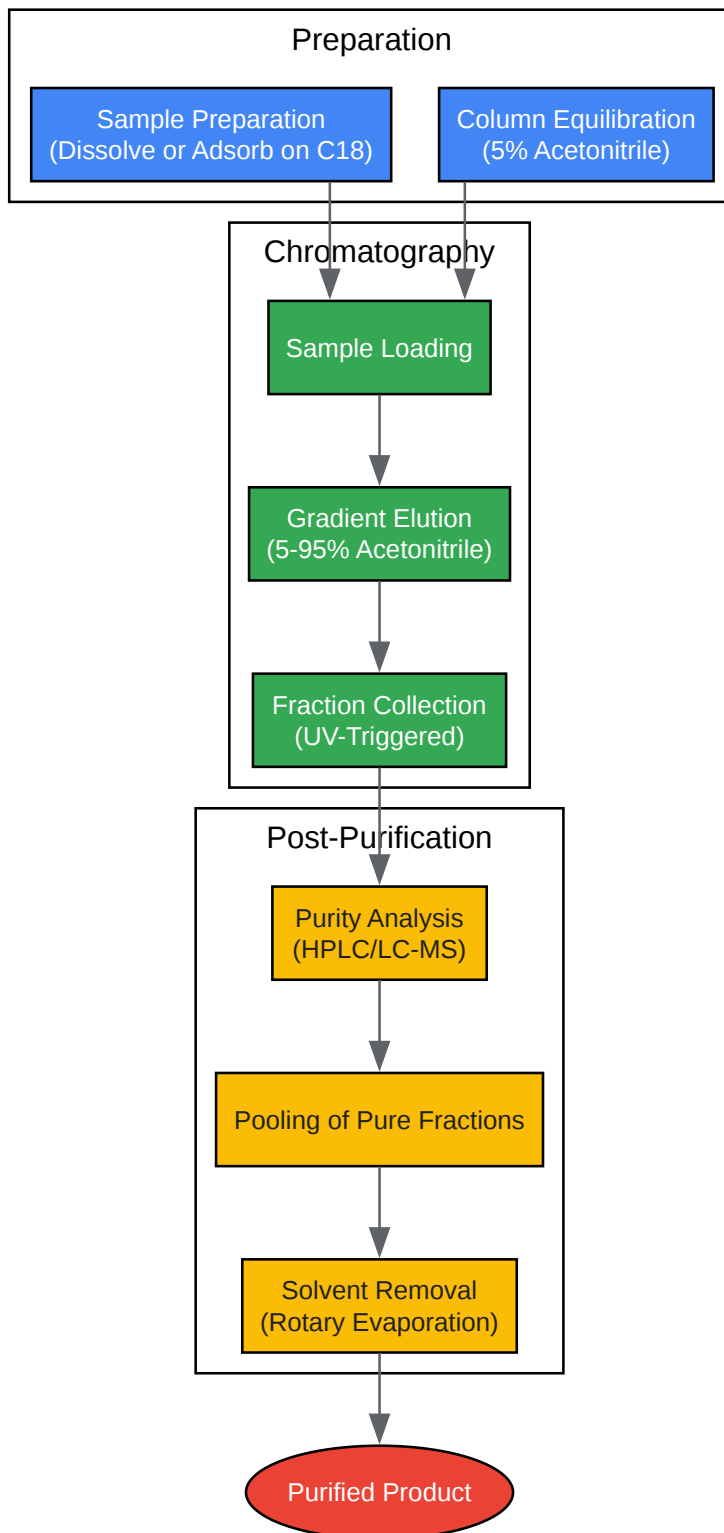 Preparation
Sample Preparation
(Dissolve or Adsorb on C18)
Column Equilibration
(5% Acetonitrile)
Chromatography
Sample Loading
Gradient Elution
(5-95% Acetonitrile)
Fraction Collection
(UV-Triggered)
Post-Purification
Purity Analysis
(HPLC/LC-MS)
Pooling of Pure Fractions
Solvent Removal
(Rotary Evaporation)
Purified Product